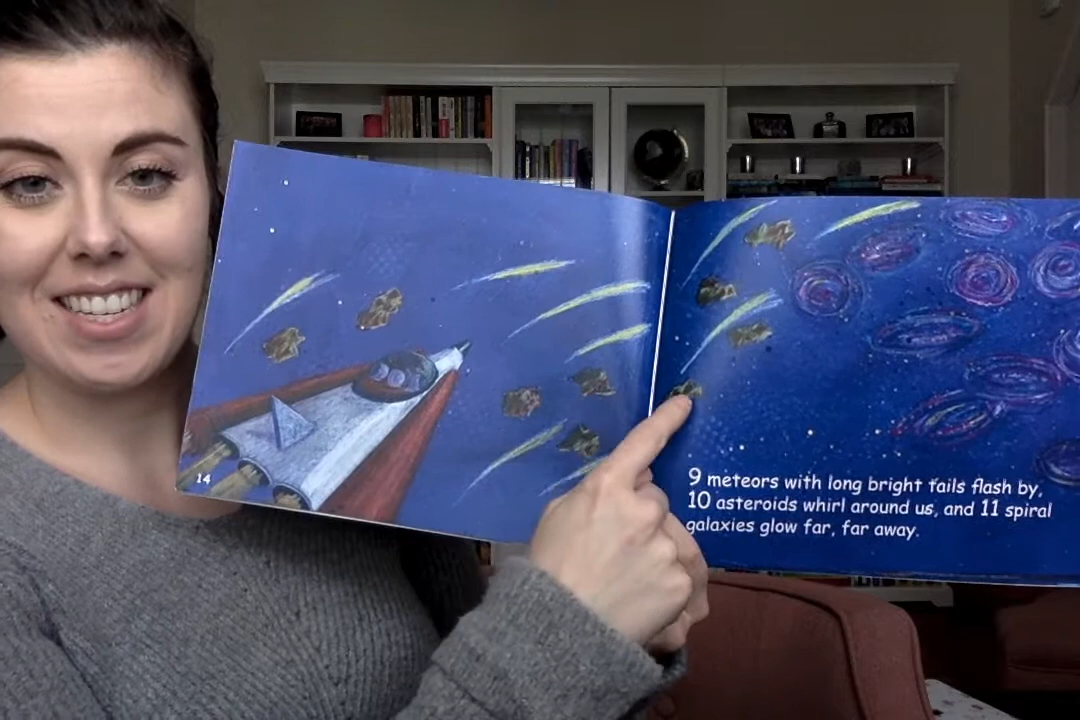 14
9 meteors with long bright tails flash by,
10 asteroids whirl around us, and 11 spiral
galaxies glow far, far away.